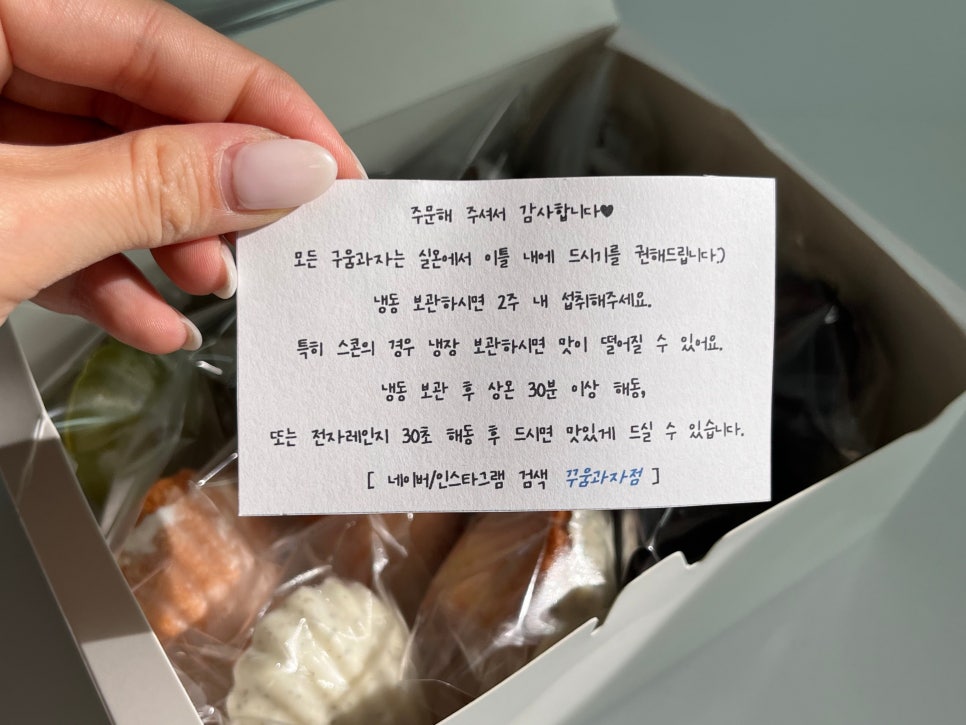 주문해 주셔서 감사합니다♥
모든 구움과자는 실온에서 이틀 내에 드시기를 권해드립니다:)
냉동 보관하시면 2주 내 섭취해주세요.
특히 스콘의 경우 냉장 보관하시면 맛이 떨어질 수 있어요.
냉동 보관 후 상온 30분 이상 해동,
또는 전자레인지 30초 해동 후 드시면 맛있게 드실 수 있습니다.
[ 네이버/인스타그램 검색 꾸움과자점 ]